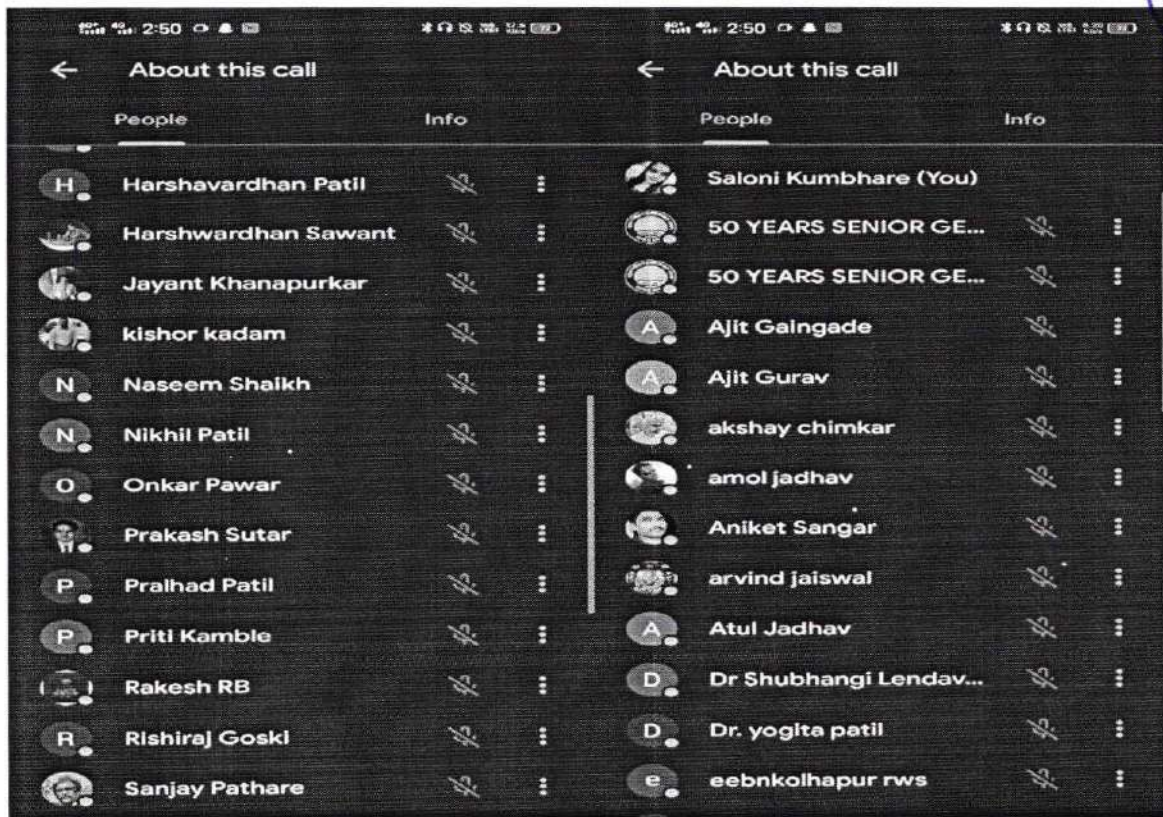 2:50
About this call
People Info
H Harshavardhan Patil
Harshwardhan Sawant
Jayant Khanapurkar
kishor kadam
N Naseem Shaikh
N Nikhil Patil
O Onkar Pawar
Prakash Sutar
P Pralhad Patil
P Priti Kamble
Rakesh RB
R Rishiraj Goski
Sanjay Pathare
2:50
About this call
People Info
Saloni Kumbhare (You)
50 YEARS SENIOR GE...
50 YEARS SENIOR GE...
A Ajit Gaingade
A Ajit Gurav
akshay chimkar
amol jadhav
Aniket Sangar
arvind jaiswal
A Atul Jadhav
D Dr Shubhangi Lendav...
D Dr. yogita patil
e eebnkolhapur rws